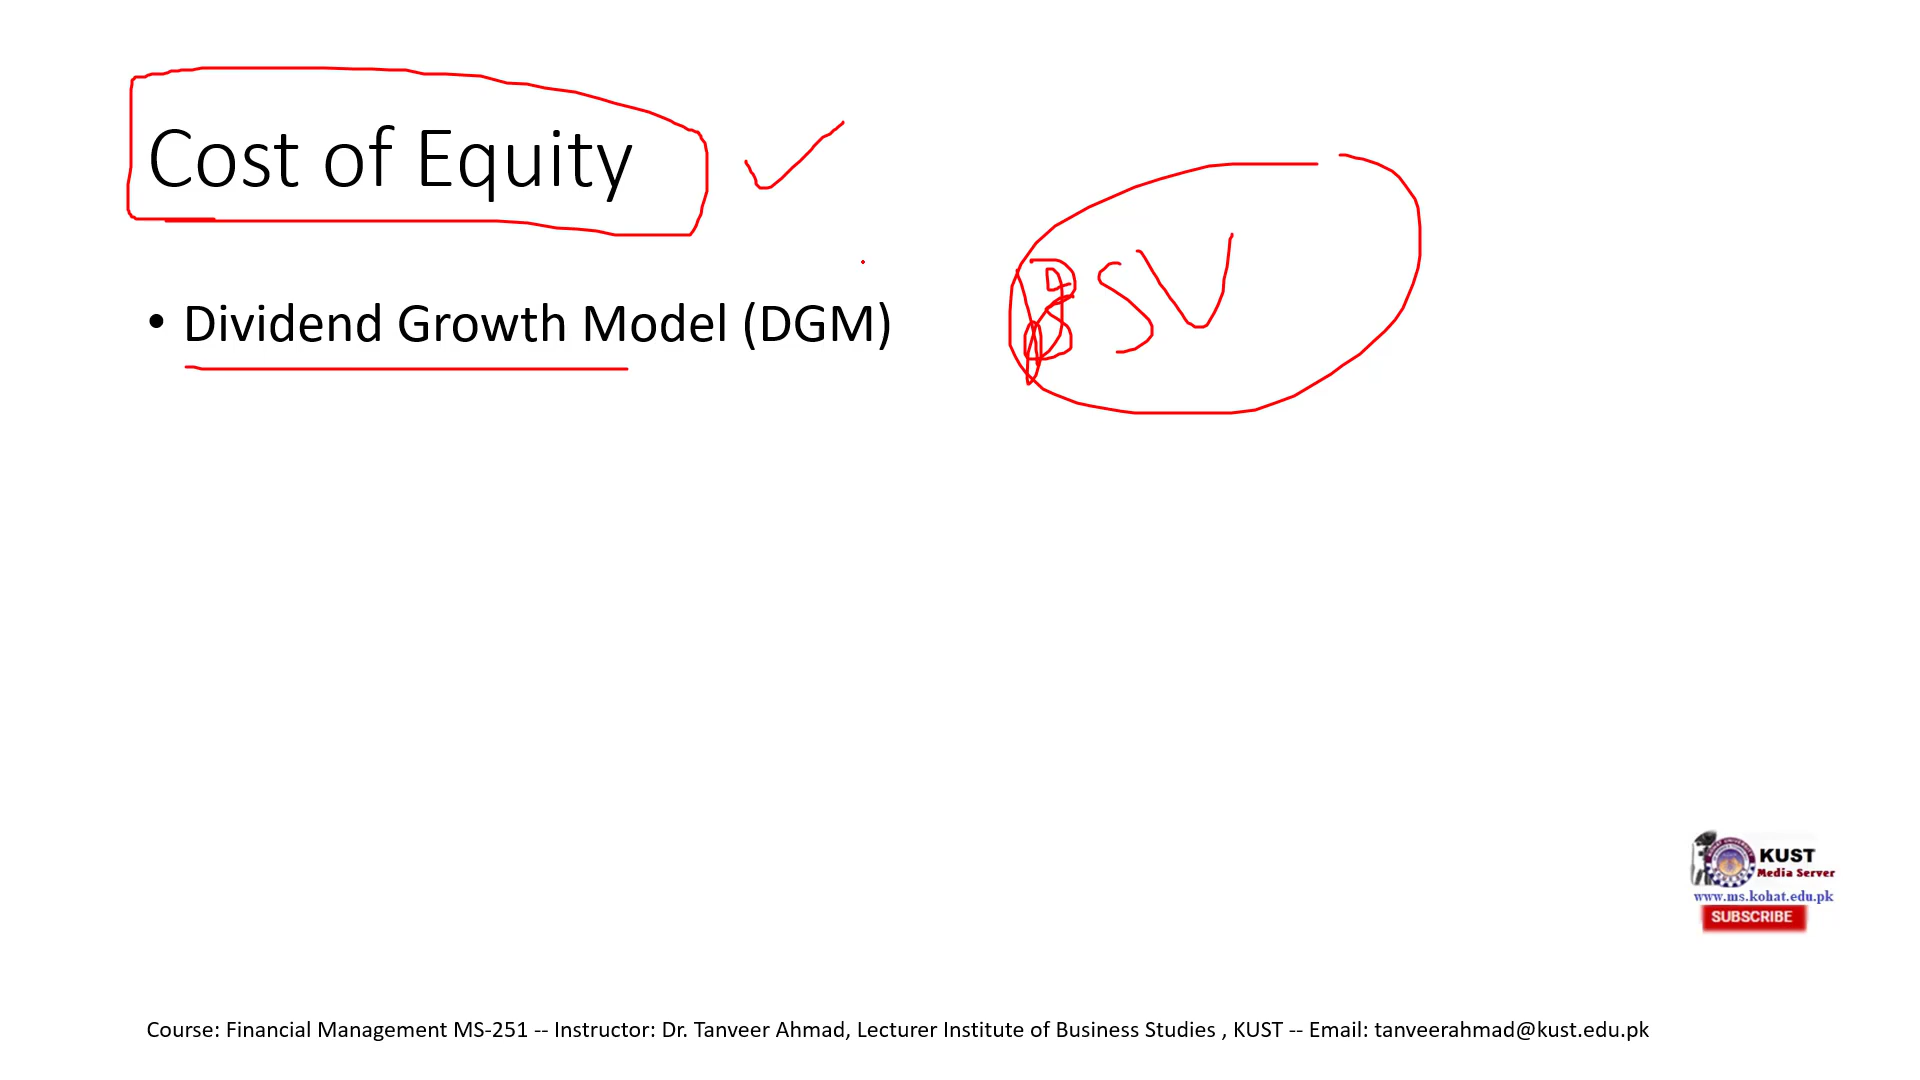 Cost of Equity
SV
• Dividend Growth Model (DGM)
KUST
Media Server
www.ms.kohat.edu.pk
SUBSCRIBE
Course: Financial Management MS-251 -- Instructor: Dr. Tanveer Ahmad, Lecturer Institute of Business Studies , KUST -- Email: tanveerahmad@kust.edu.pk